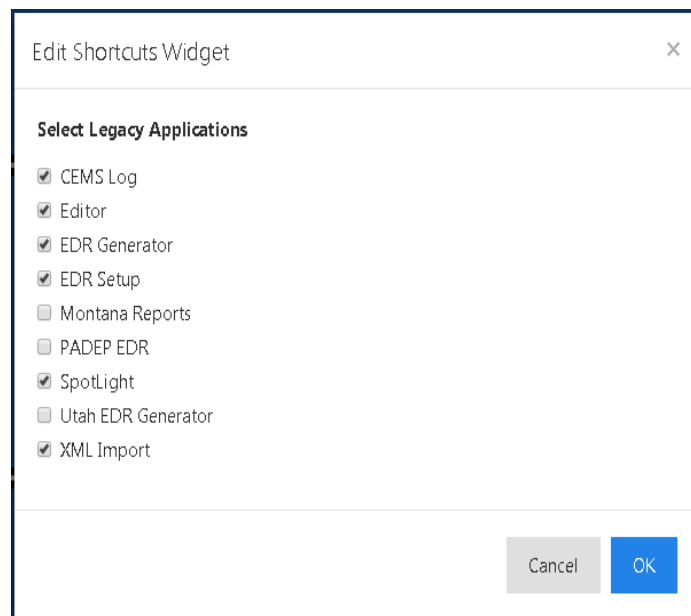 Edit Shortcuts Widget
×
Select Legacy Applications
CEMS Log
Editor
EDR Generator
EDR Setup
Montana Reports
PADEP EDR
SpotLight
Utah EDR Generator
XML Import
Cancel OK